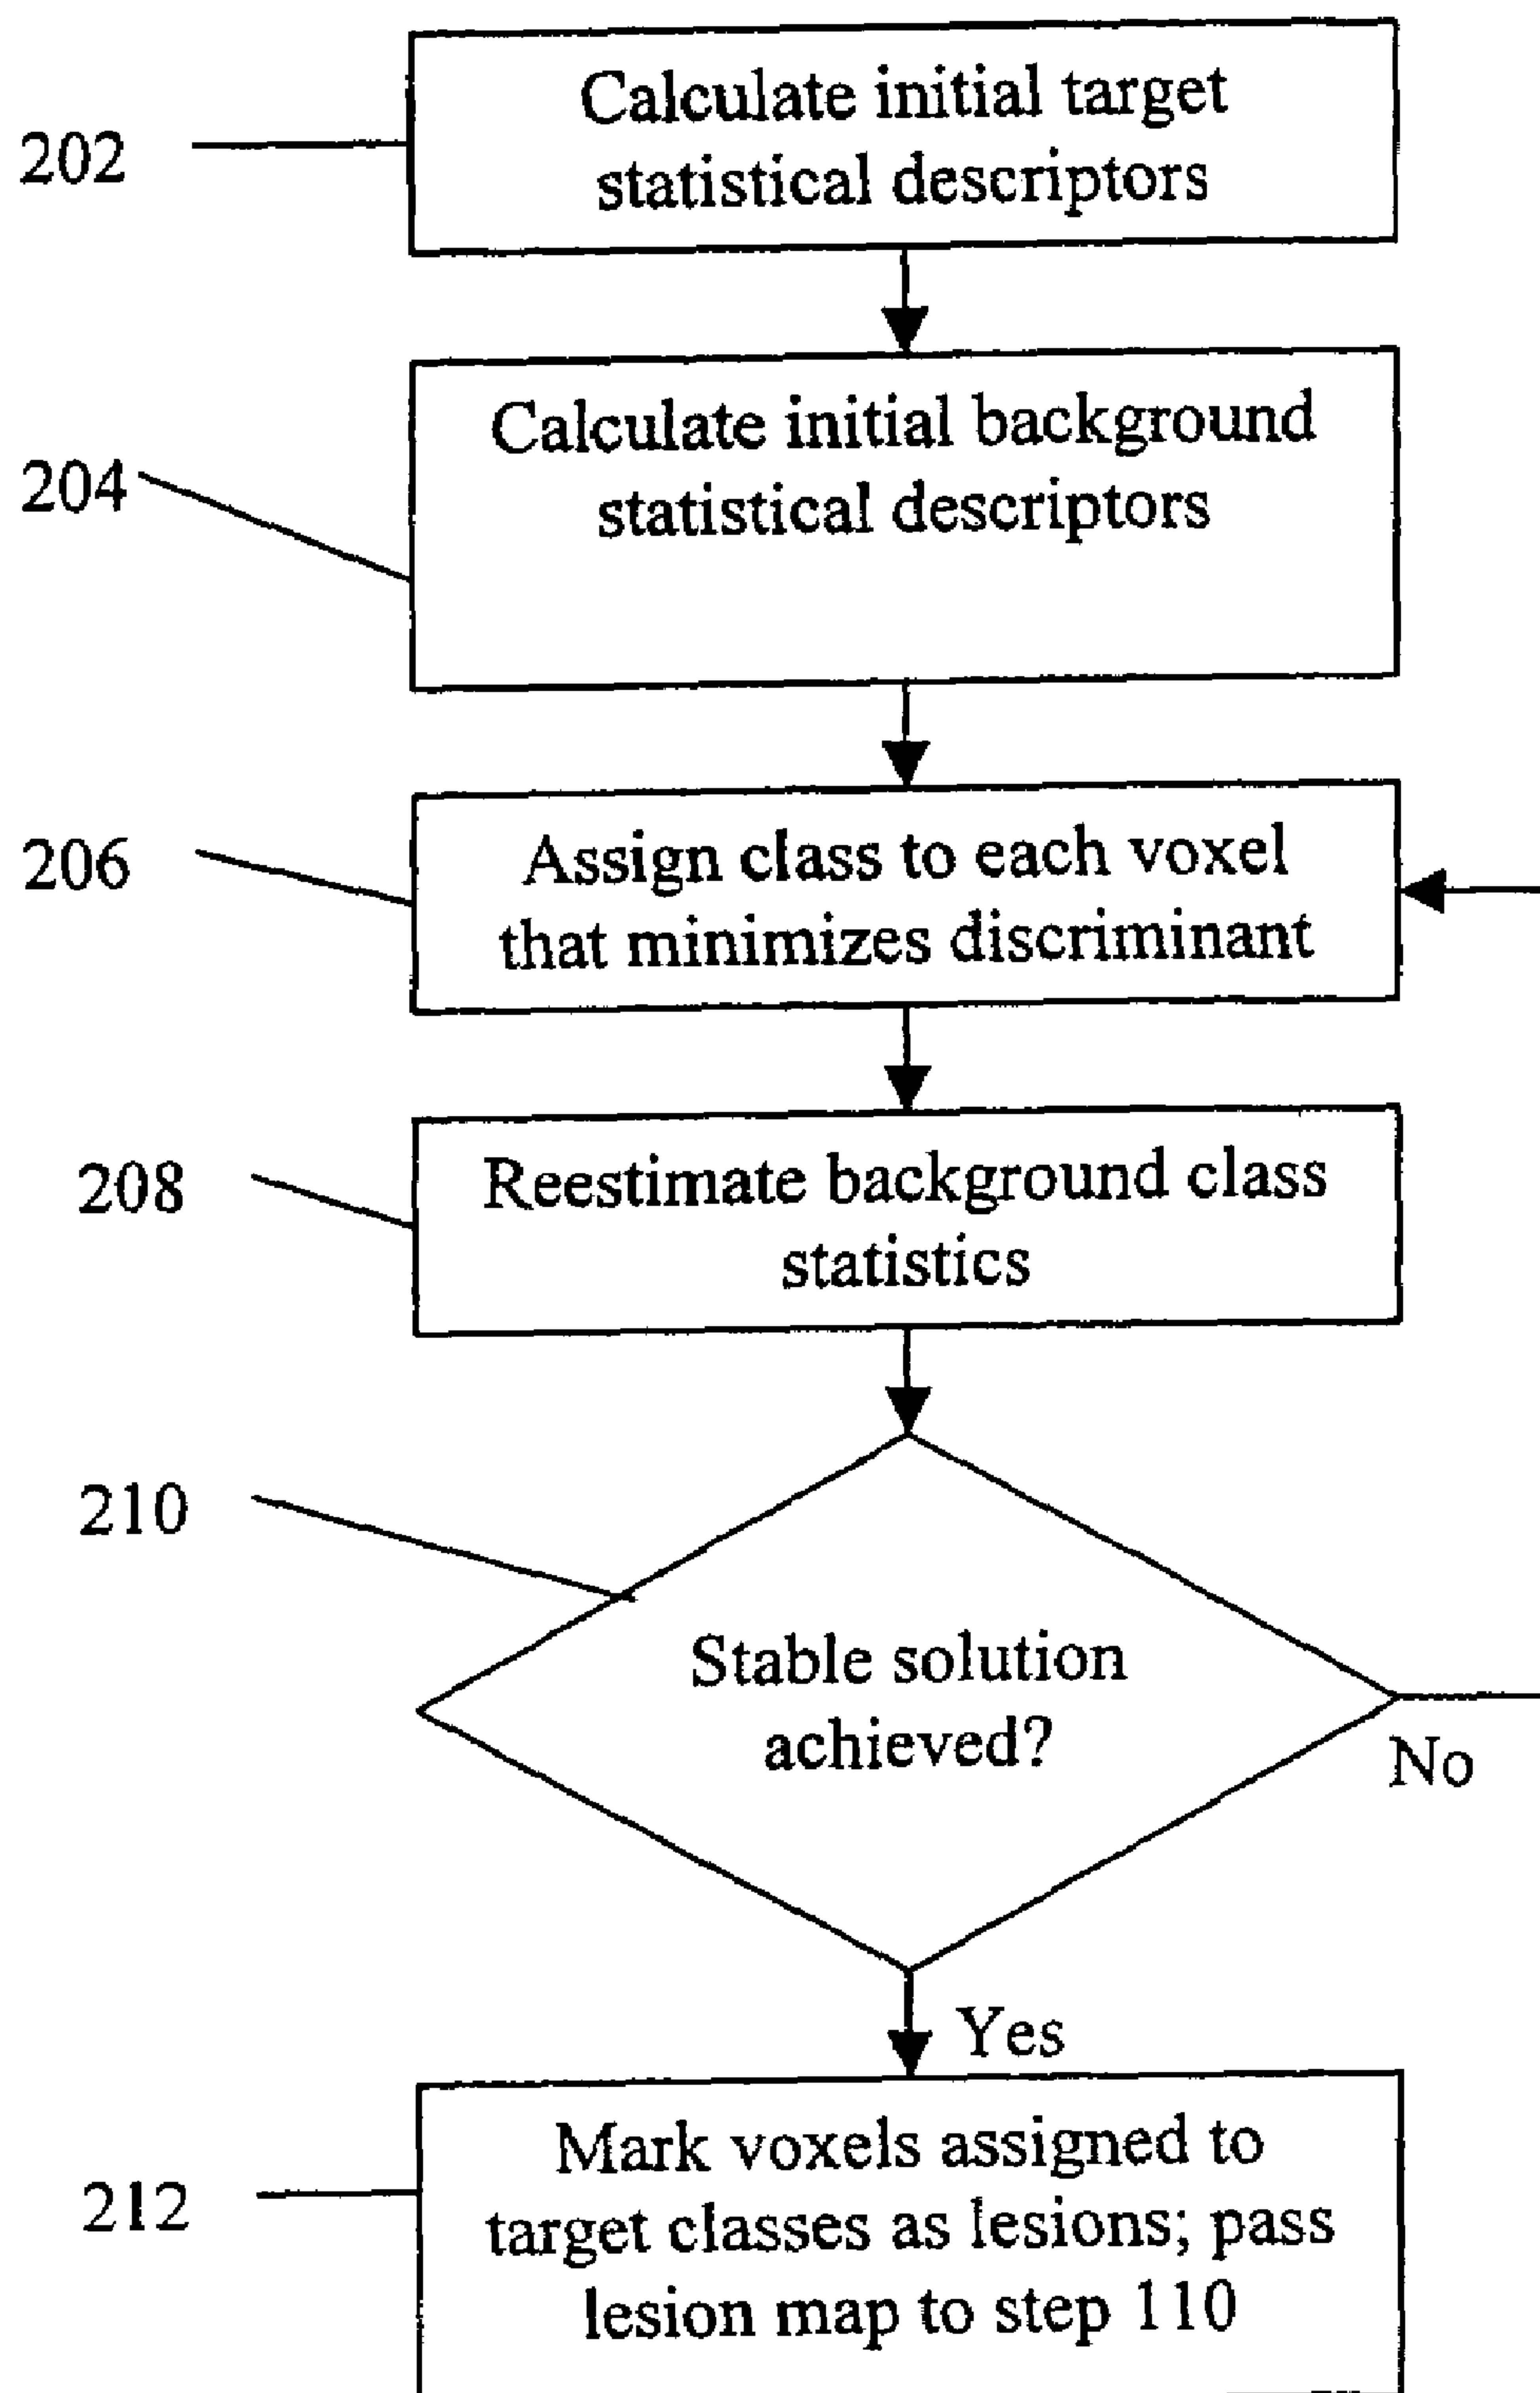 202
Calculate initial target
statistical descriptors
204
Calculate initial background
statistical descriptors
206
Assign class to each voxel
that minimizes discriminant
208
Reestimate background class
statistics
210
Stable solution
achieved?
No
Yes
212
Mark voxels assigned to
target classes as lesions; pass
lesion map to step 110